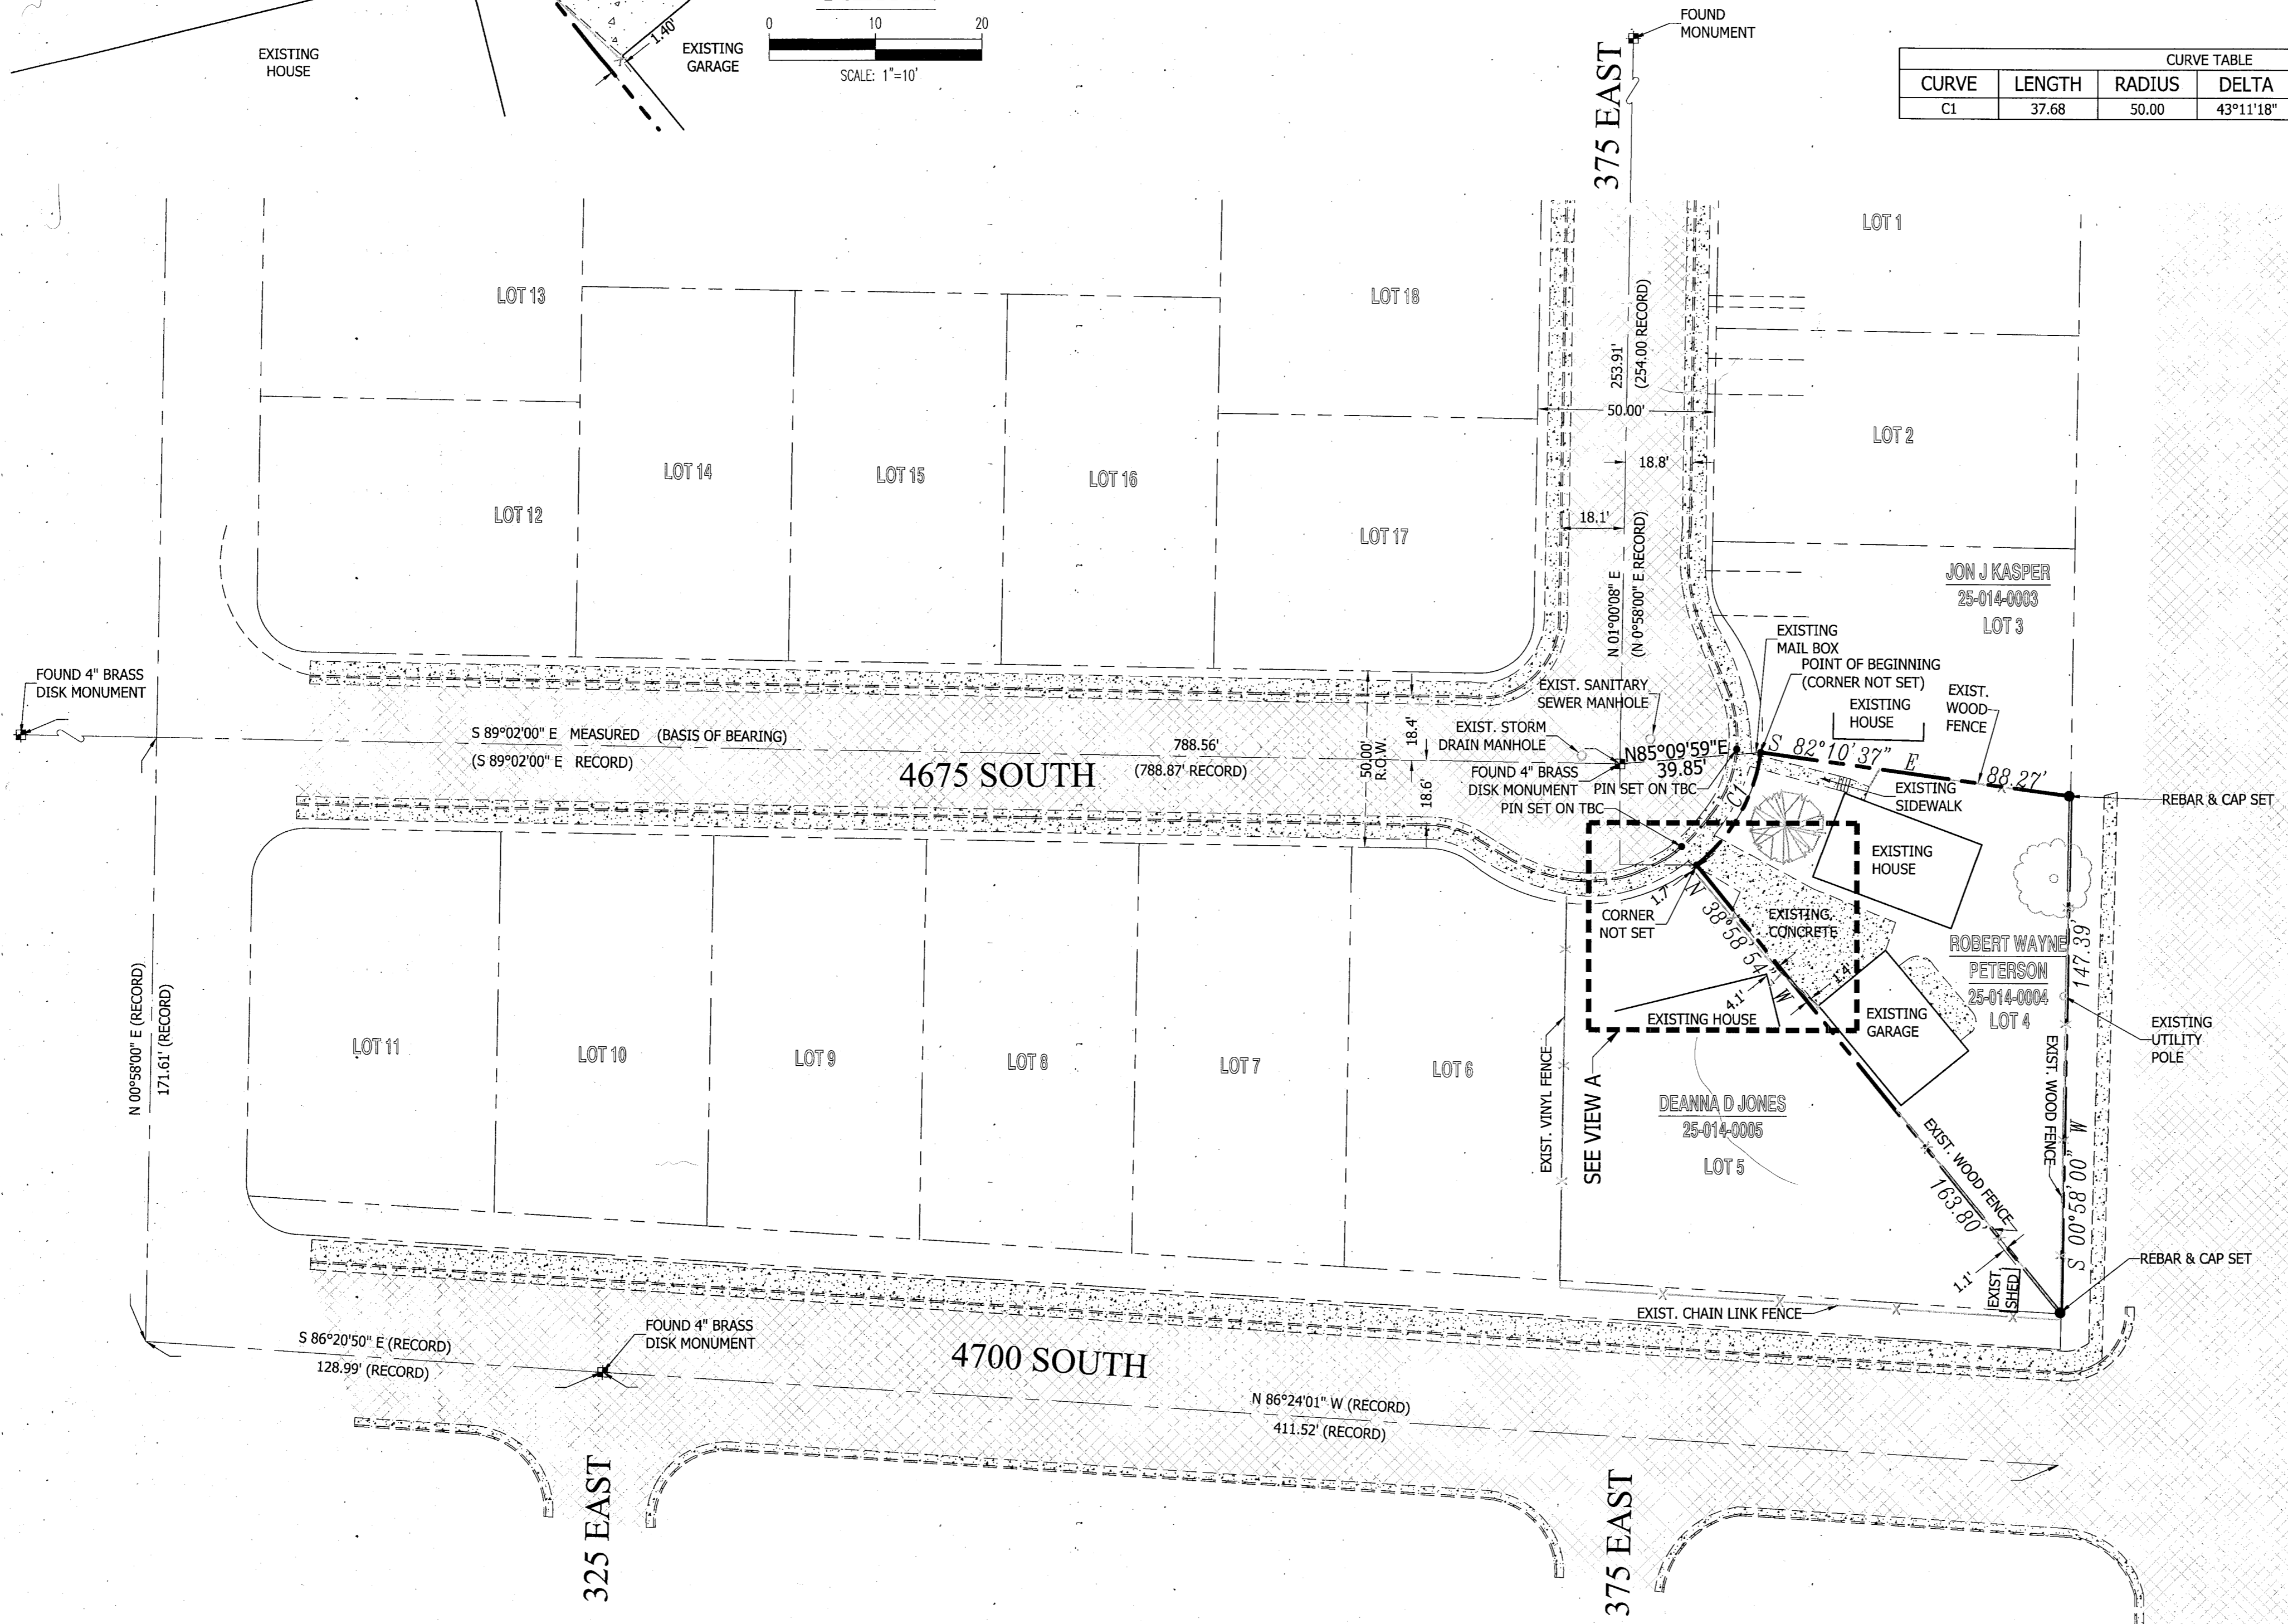 EXISTING
HOUSE
1.40'
EXISTING
GARAGE
0 10 20
SCALE: 1"=10'
FOUND
MONUMENT
375 EAST
CURVE TABLE
CURVE LENGTH RADIUS DELTA
C1 37.68 50.00 43°11'18"
LOT 13
LOT 18
LOT 1
253.91'
(254.00 RECORD)
50.00'
LOT 2
18.8'
LOT 14
LOT 15
LOT 16
LOT 12
LOT 17
18.1'
N 01°00'08" E
(N 0°58'00" E RECORD)
JON J KASPER
25-014-0003
LOT 3
EXISTING
MAIL BOX
POINT OF BEGINNING
(CORNER NOT SET)
EXISTING
HOUSE
EXIST.
WOOD
FENCE
FOUND 4" BRASS
DISK MONUMENT
EXIST. SANITARY
SEWER MANHOLE
EXIST. STORM
DRAIN MANHOLE
S 89°02'00" E MEASURED (BASIS OF BEARING)
(S 89°02'00" E RECORD)
4675 SOUTH
788.56'
(788.87' RECORD)
50.00'
R.O.W.
18.4'
18.6'
N85°09'59"E
39.85'
FOUND 4" BRASS
DISK MONUMENT
PIN SET ON TBC
PIN SET ON TBC
C1
S 82°10'37" E
88.27'
EXISTING
SIDEWALK
REBAR & CAP SET
EXISTING
HOUSE
1.7'
CORNER
NOT SET
N 38°58'54" W
EXISTING
CONCRETE
1.4'
4.1'
EXISTING HOUSE
EXISTING
GARAGE
ROBERT WAYNE
PETERSON
25-014-0004
LOT 4
147.39'
EXISTING
UTILITY
POLE
N 00°58'00" E (RECORD)
171.61' (RECORD)
LOT 11
LOT 10
LOT 9
LOT 8
LOT 7
LOT 6
EXIST. VINYL FENCE
SEE VIEW A
DEANNA D JONES
25-014-0005
LOT 5
EXIST. WOOD FENCE
163.80'
EXIST. WOOD FENCE
S 00°58'00" W
1.1'
EXIST.
SHED
REBAR & CAP SET
EXIST. CHAIN LINK FENCE
S 86°20'50" E (RECORD)
128.99' (RECORD)
FOUND 4" BRASS
DISK MONUMENT
4700 SOUTH
N 86°24'01" W (RECORD)
411.52' (RECORD)
325 EAST
375 EAST